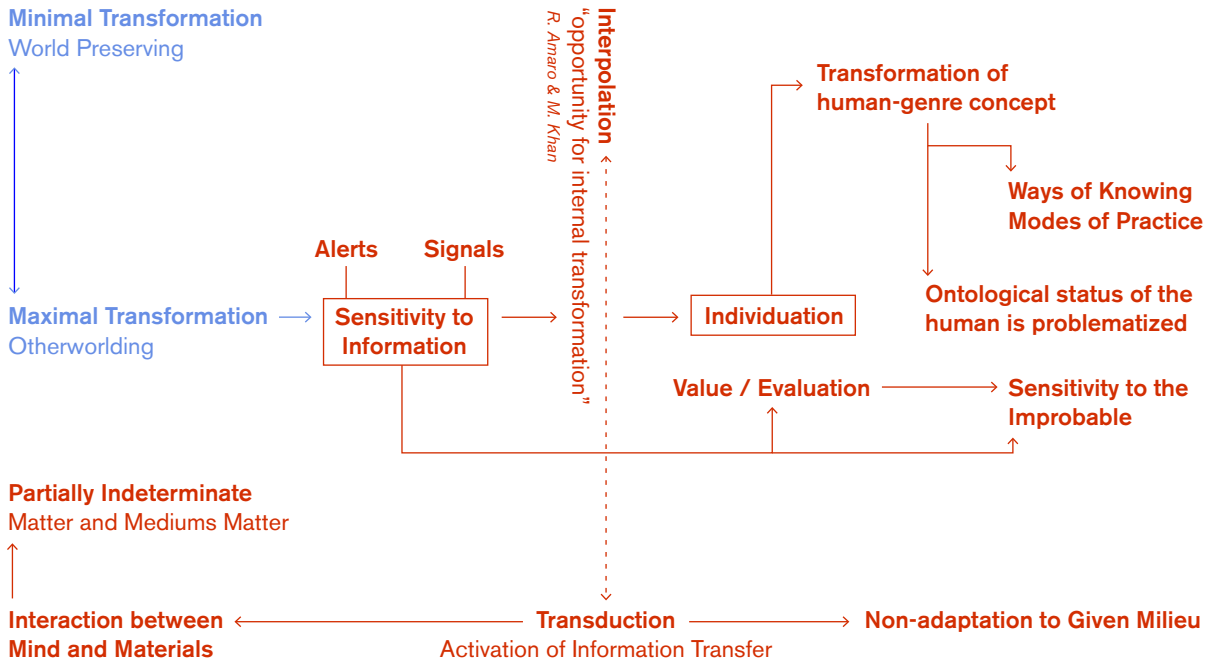 Minimal Transformation
World Preserving
Interpolation
“opportunity for internal transformation”
R. Amaro & M. Khan
Transformation of
human-genre concept
Ways of Knowing
Modes of Practice
Alerts
Signals
Maximal Transformation
Otherworlding
Sensitivity to
Information
Individuation
Ontological status of the
human is problematized
Value / Evaluation
Sensitivity to the
Improbable
Partially Indeterminate
Matter and Mediums Matter
Interaction between
Mind and Materials
Transduction
Activation of Information Transfer
Non-adaptation to Given Milieu